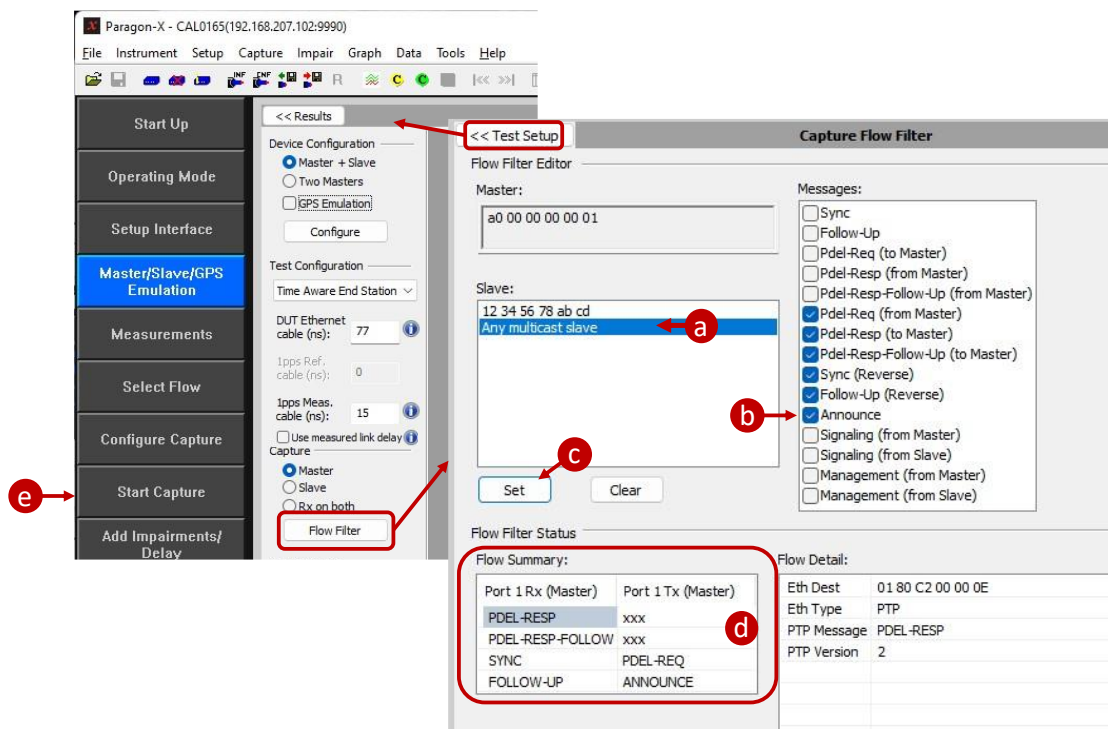 Paragon-X - CAL0165(192.168.207.102:9990)
File Instrument Setup Capture Impair Graph Data Tools Help
INF
ENF
R
C
C
|<< >>|
Start Up
Operating Mode
Setup Interface
Master/Slave/GPS
Emulation
Measurements
Select Flow
Configure Capture
Start Capture
Add Impairments/
Delay
e
<< Results
Device Configuration
Master + Slave
Two Masters
GPS Emulation
Configure
Test Configuration
Time Aware End Station
DUT Ethernet
cable (ns): 77
1pps Ref.
cable (ns): 0
1pps Meas.
cable (ns): 15
Use measured link delay
Capture
Master
Slave
Rx on both
Flow Filter
<< Test Setup
Capture Flow Filter
Flow Filter Editor
Master:
a0 00 00 00 00 01
Slave:
12 34 56 78 ab cd
Any multicast slave
a
c
Set Clear
Messages:
Sync
Follow-Up
Pdel-Req (to Master)
Pdel-Resp (from Master)
Pdel-Resp-Follow-Up (from Master)
Pdel-Req (from Master)
Pdel-Resp (to Master)
Pdel-Resp-Follow-Up (to Master)
Sync (Reverse)
Follow-Up (Reverse)
b
Announce
Signaling (from Master)
Signaling (from Slave)
Management (from Master)
Management (from Slave)
Flow Filter Status
Flow Summary:
Port 1 Rx (Master) Port 1 Tx (Master)
PDEL-RESP xxx
PDEL-RESP-FOLLOW xxx
SYNC PDEL-REQ
FOLLOW-UP ANNOUNCE
d
Flow Detail:
Eth Dest 01 80 C2 00 00 0E
Eth Type PTP
PTP Message PDEL-RESP
PTP Version 2